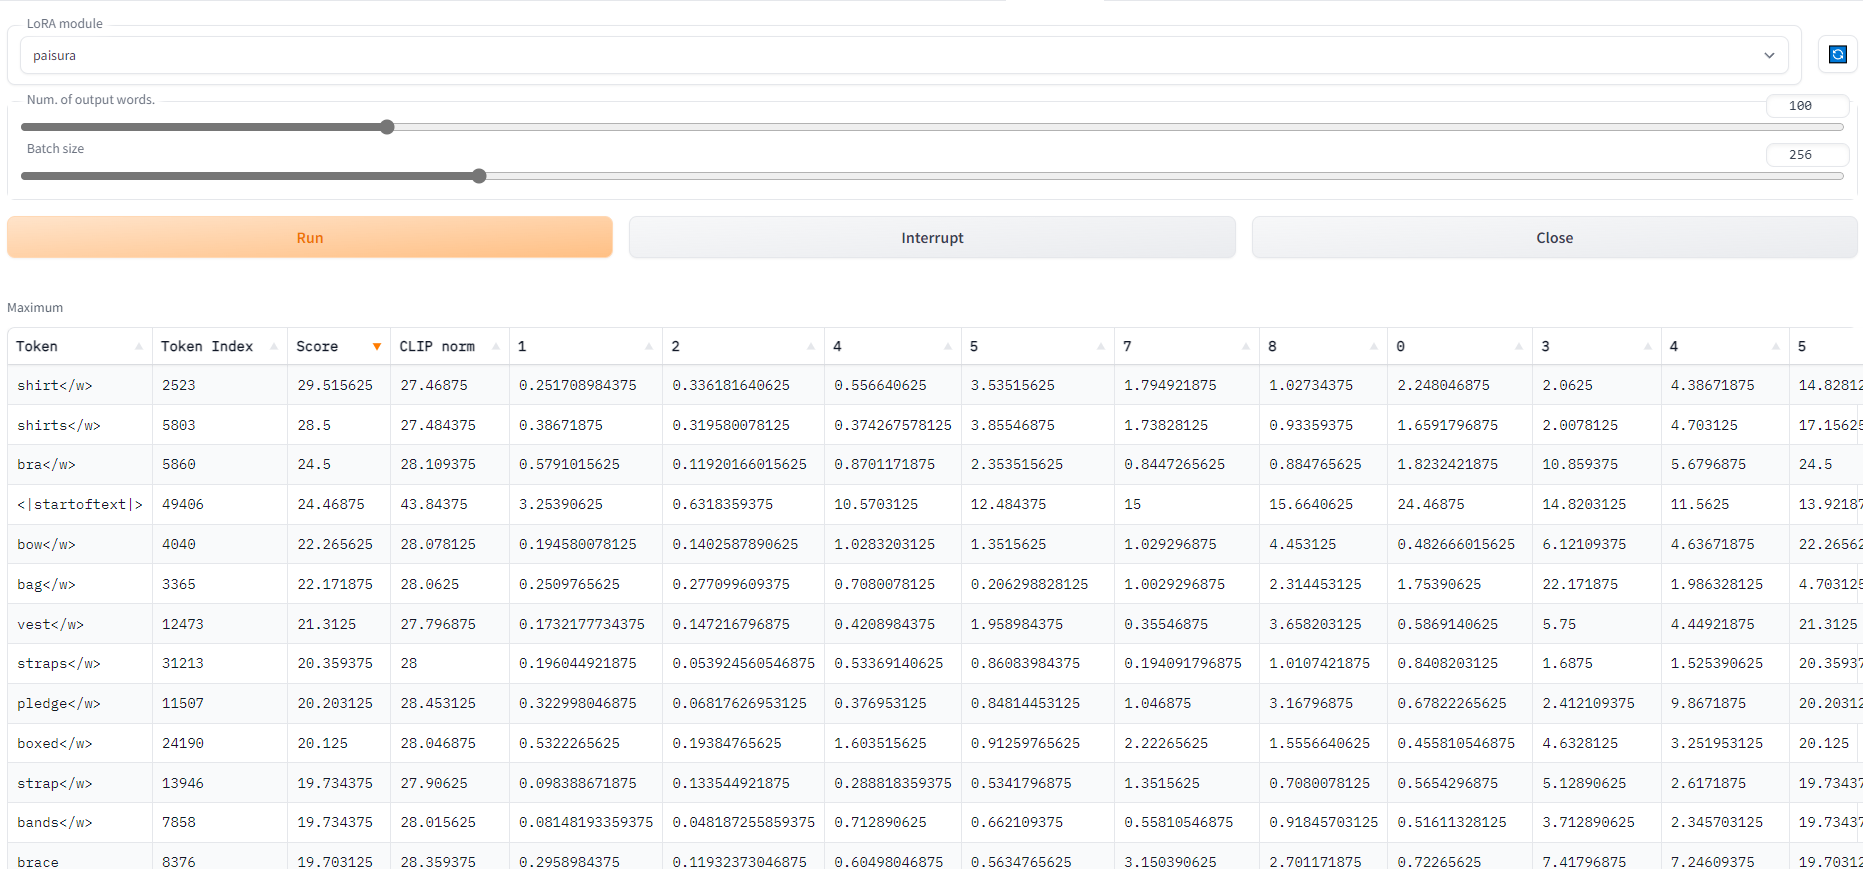 LoRA module
paisura
Num. of output words.
100
Batch size
256
Run Interrupt Close
Maximum
Token Token Index Score CLIP norm 1 2 4 5 7 8 0 3 4 5
shirt</w> 2523 29.515625 27.46875 0.251708984375 0.336181640625 0.556640625 3.53515625 1.794921875 1.02734375 2.248046875 2.0625 4.38671875 14.82812
shirts</w> 5803 28.5 27.484375 0.38671875 0.319580078125 0.374267578125 3.85546875 1.73828125 0.93359375 1.6591796875 2.0078125 4.703125 17.15625
bra</w> 5860 24.5 28.109375 0.5791015625 0.11920166015625 0.8701171875 2.353515625 0.8447265625 0.884765625 1.8232421875 10.859375 5.6796875 24.5
<|startoftext|> 49406 24.46875 43.84375 3.25390625 0.6318359375 10.5703125 12.484375 15 15.6640625 24.46875 14.8203125 11.5625 13.92187
bow</w> 4040 22.265625 28.078125 0.194580078125 0.1402587890625 1.0283203125 1.3515625 1.029296875 4.453125 0.482666015625 6.12109375 4.63671875 22.26562
bag</w> 3365 22.171875 28.0625 0.2509765625 0.277099609375 0.7080078125 0.206298828125 1.0029296875 2.314453125 1.75390625 22.171875 1.986328125 4.703125
vest</w> 12473 21.3125 27.796875 0.1732177734375 0.147216796875 0.4208984375 1.958984375 0.35546875 3.658203125 0.5869140625 5.75 4.44921875 21.3125
straps</w> 31213 20.359375 28 0.196044921875 0.053924560546875 0.53369140625 0.86083984375 0.194091796875 1.0107421875 0.8408203125 1.6875 1.525390625 20.35937
pledge</w> 11507 20.203125 28.453125 0.322998046875 0.06817626953125 0.376953125 0.84814453125 1.046875 3.16796875 0.67822265625 2.412109375 9.8671875 20.20312
boxed</w> 24190 20.125 28.046875 0.5322265625 0.19384765625 1.603515625 0.91259765625 2.22265625 1.5556640625 0.455810546875 4.6328125 3.251953125 20.125
strap</w> 13946 19.734375 27.90625 0.098388671875 0.133544921875 0.288818359375 0.5341796875 1.3515625 0.7080078125 0.5654296875 5.12890625 2.6171875 19.73437
bands</w> 7858 19.734375 28.015625 0.08148193359375 0.048187255859375 0.712890625 0.662109375 0.55810546875 0.91845703125 0.51611328125 3.712890625 2.345703125 19.73437
brace 8376 19.703125 28.359375 0.2958984375 0.11932373046875 0.60498046875 0.5634765625 3.150390625 2.701171875 0.72265625 7.41796875 7.24609375 19.70312